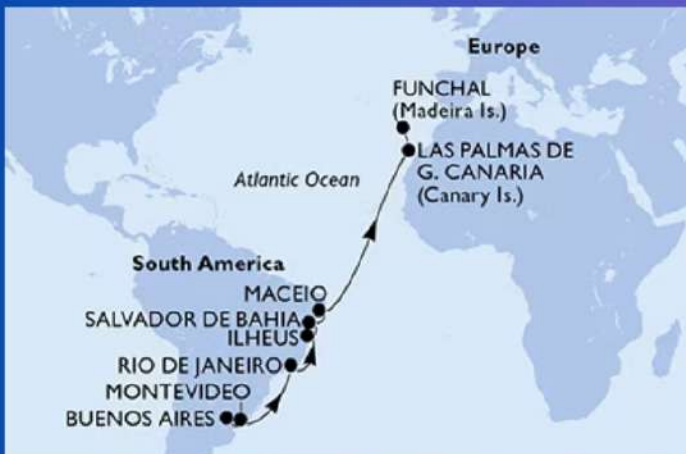 Europe
FUNCHAL
(Madeira Is.)
LAS PALMAS DE
G. CANARIA
(Canary Is.)
Atlantic Ocean
South America
MACEIO
SALVADOR DE BAHIA
ILHEUS
RIO DE JANEIRO
MONTEVIDEO
BUENOS AIRES